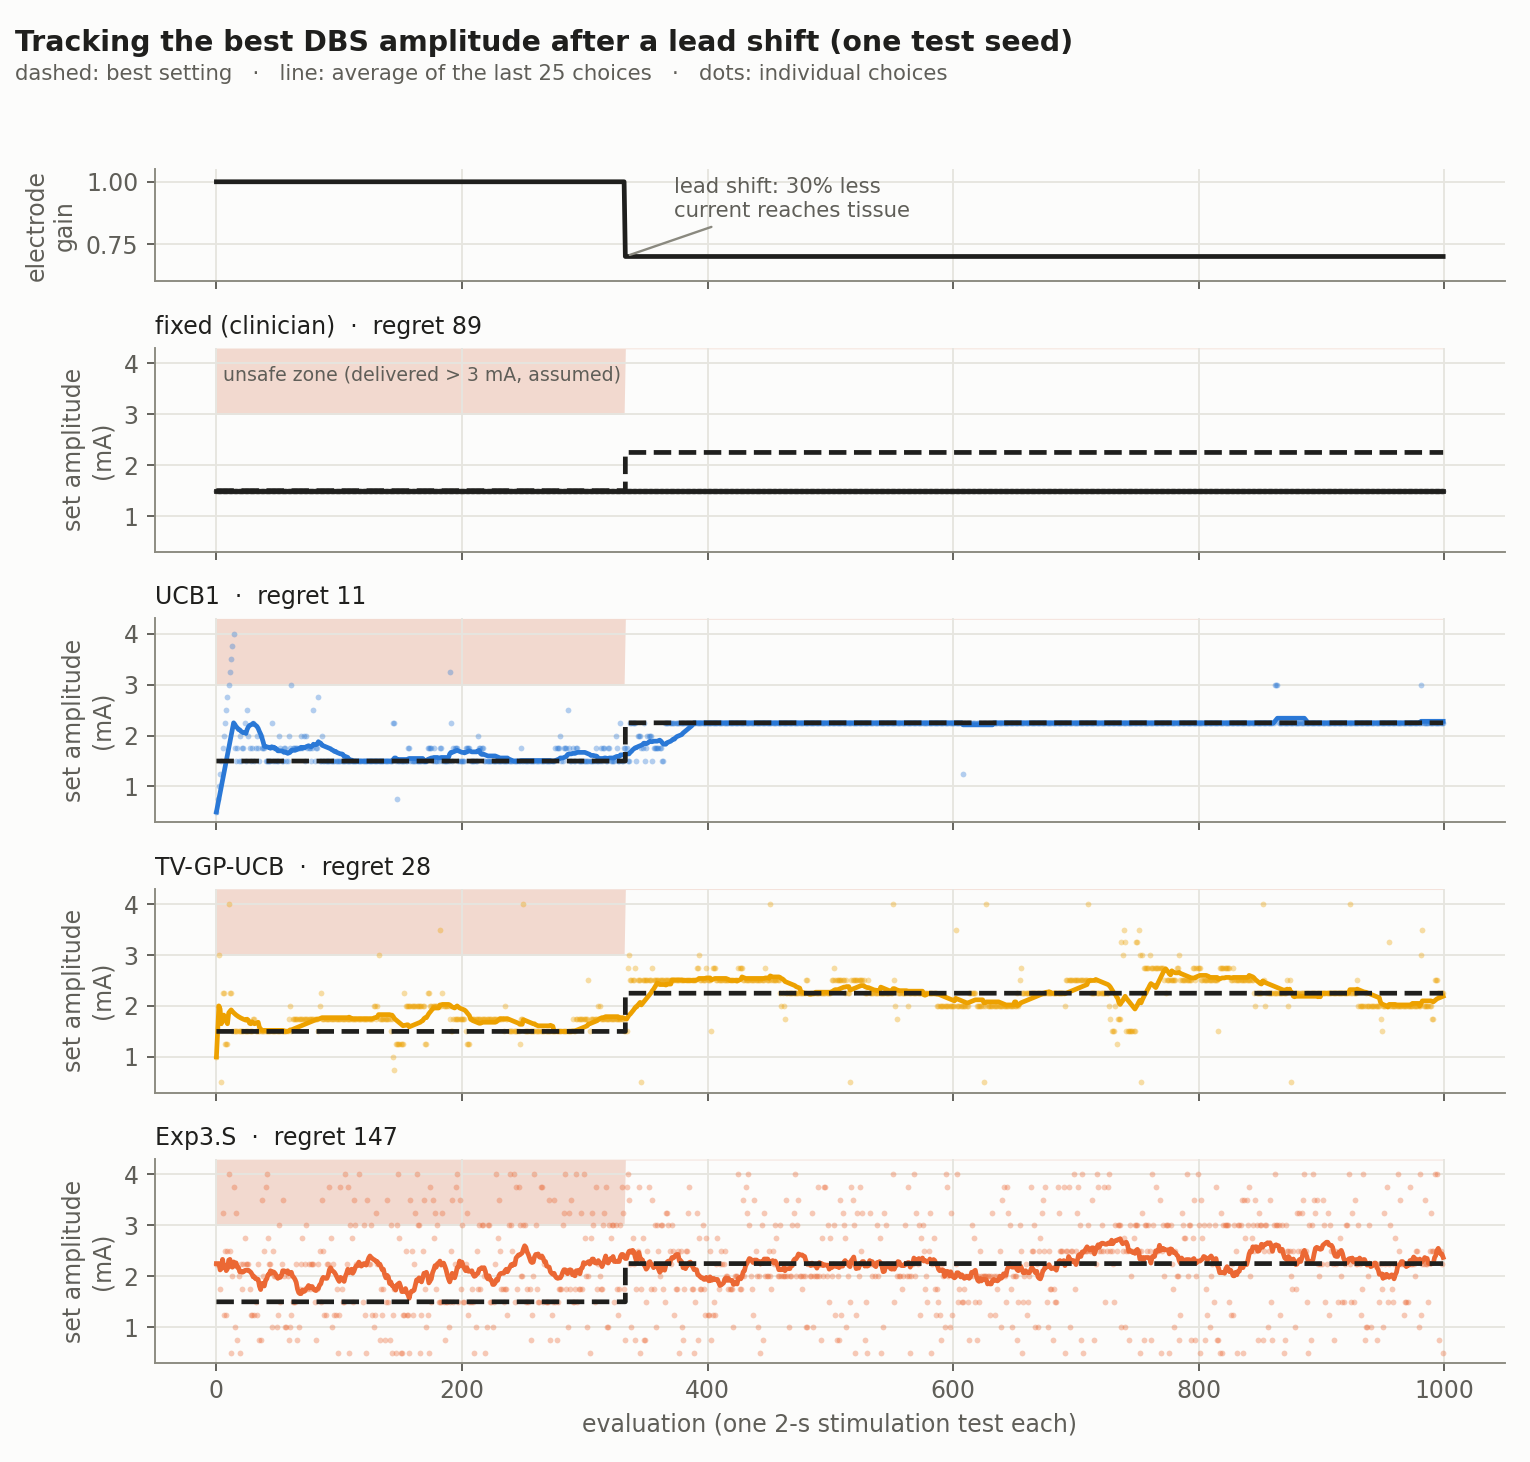 Tracking the best DBS amplitude after a lead shift (one test seed)
dashed: best setting · line: average of the last 25 choices · dots: individual choices
electrode
gain
1.00
0.75
lead shift: 30% less
current reaches tissue
fixed (clinician) · regret 89
set amplitude
(mA)
4
3
2
1
unsafe zone (delivered > 3 mA, assumed)
UCB1 · regret 11
set amplitude
(mA)
4
3
2
1
TV-GP-UCB · regret 28
set amplitude
(mA)
4
3
2
1
Exp3.S · regret 147
set amplitude
(mA)
4
3
2
1
0 200 400 600 800 1000
evaluation (one 2-s stimulation test each)